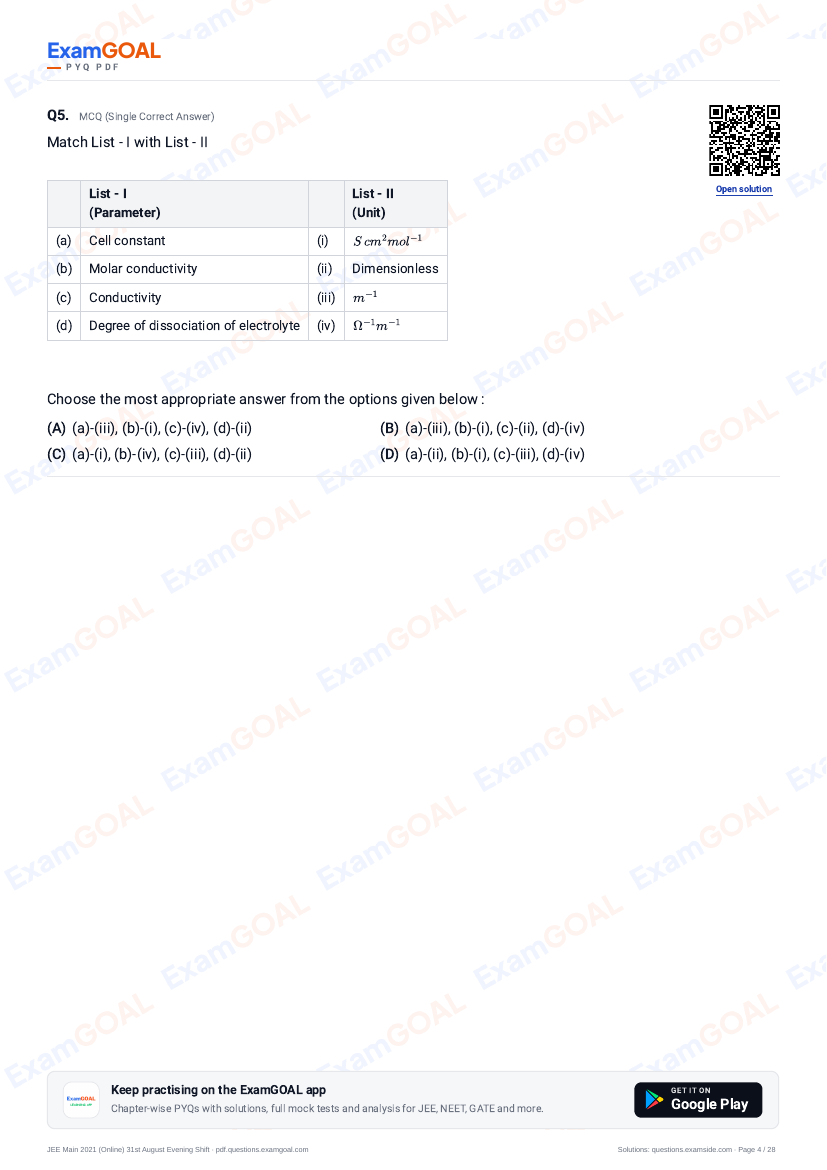 ExamGOAL
PYQ PDF
Q5. MCQ (Single Correct Answer)
Match List - I with List - II
Open solution
List - I
(Parameter)
List - II
(Unit)
(a) Cell constant (i) $S\,cm^2mol^{-1}$
(b) Molar conductivity (ii) Dimensionless
(c) Conductivity (iii) $m^{-1}$
(d) Degree of dissociation of electrolyte (iv) $\Omega^{-1}m^{-1}$
Choose the most appropriate answer from the options given below :
(A) (a)-(iii), (b)-(i), (c)-(iv), (d)-(ii) (B) (a)-(iii), (b)-(i), (c)-(ii), (d)-(iv)
(C) (a)-(i), (b)-(iv), (c)-(iii), (d)-(ii) (D) (a)-(ii), (b)-(i), (c)-(iii), (d)-(iv)
Keep practising on the ExamGOAL app
Chapter-wise PYQs with solutions, full mock tests and analysis for JEE, NEET, GATE and more.
GET IT ON
Google Play
JEE Main 2021 (Online) 31st August Evening Shift · pdf.questions.examgoal.com Solutions: questions.examside.com · Page 4 / 28